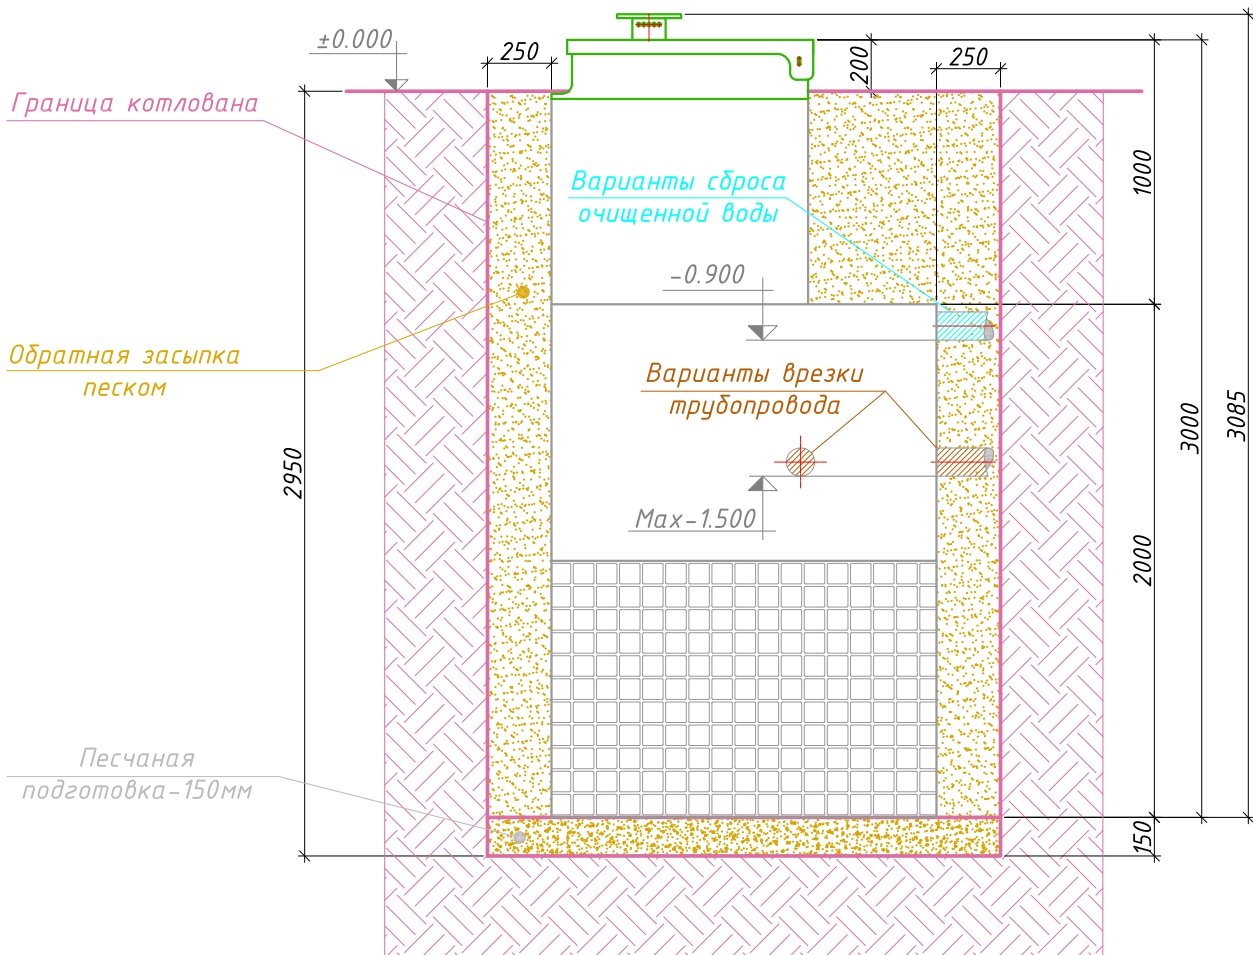 ±0.000
250
200
250
Граница котлована
1000
Варианты сброса
очищенной воды
-0.900
Обратная засыпка
песком
Варианты врезки
трубопровода
3000
3085
2950
Max-1.500
2000
Песчаная
подготовка-150мм
150